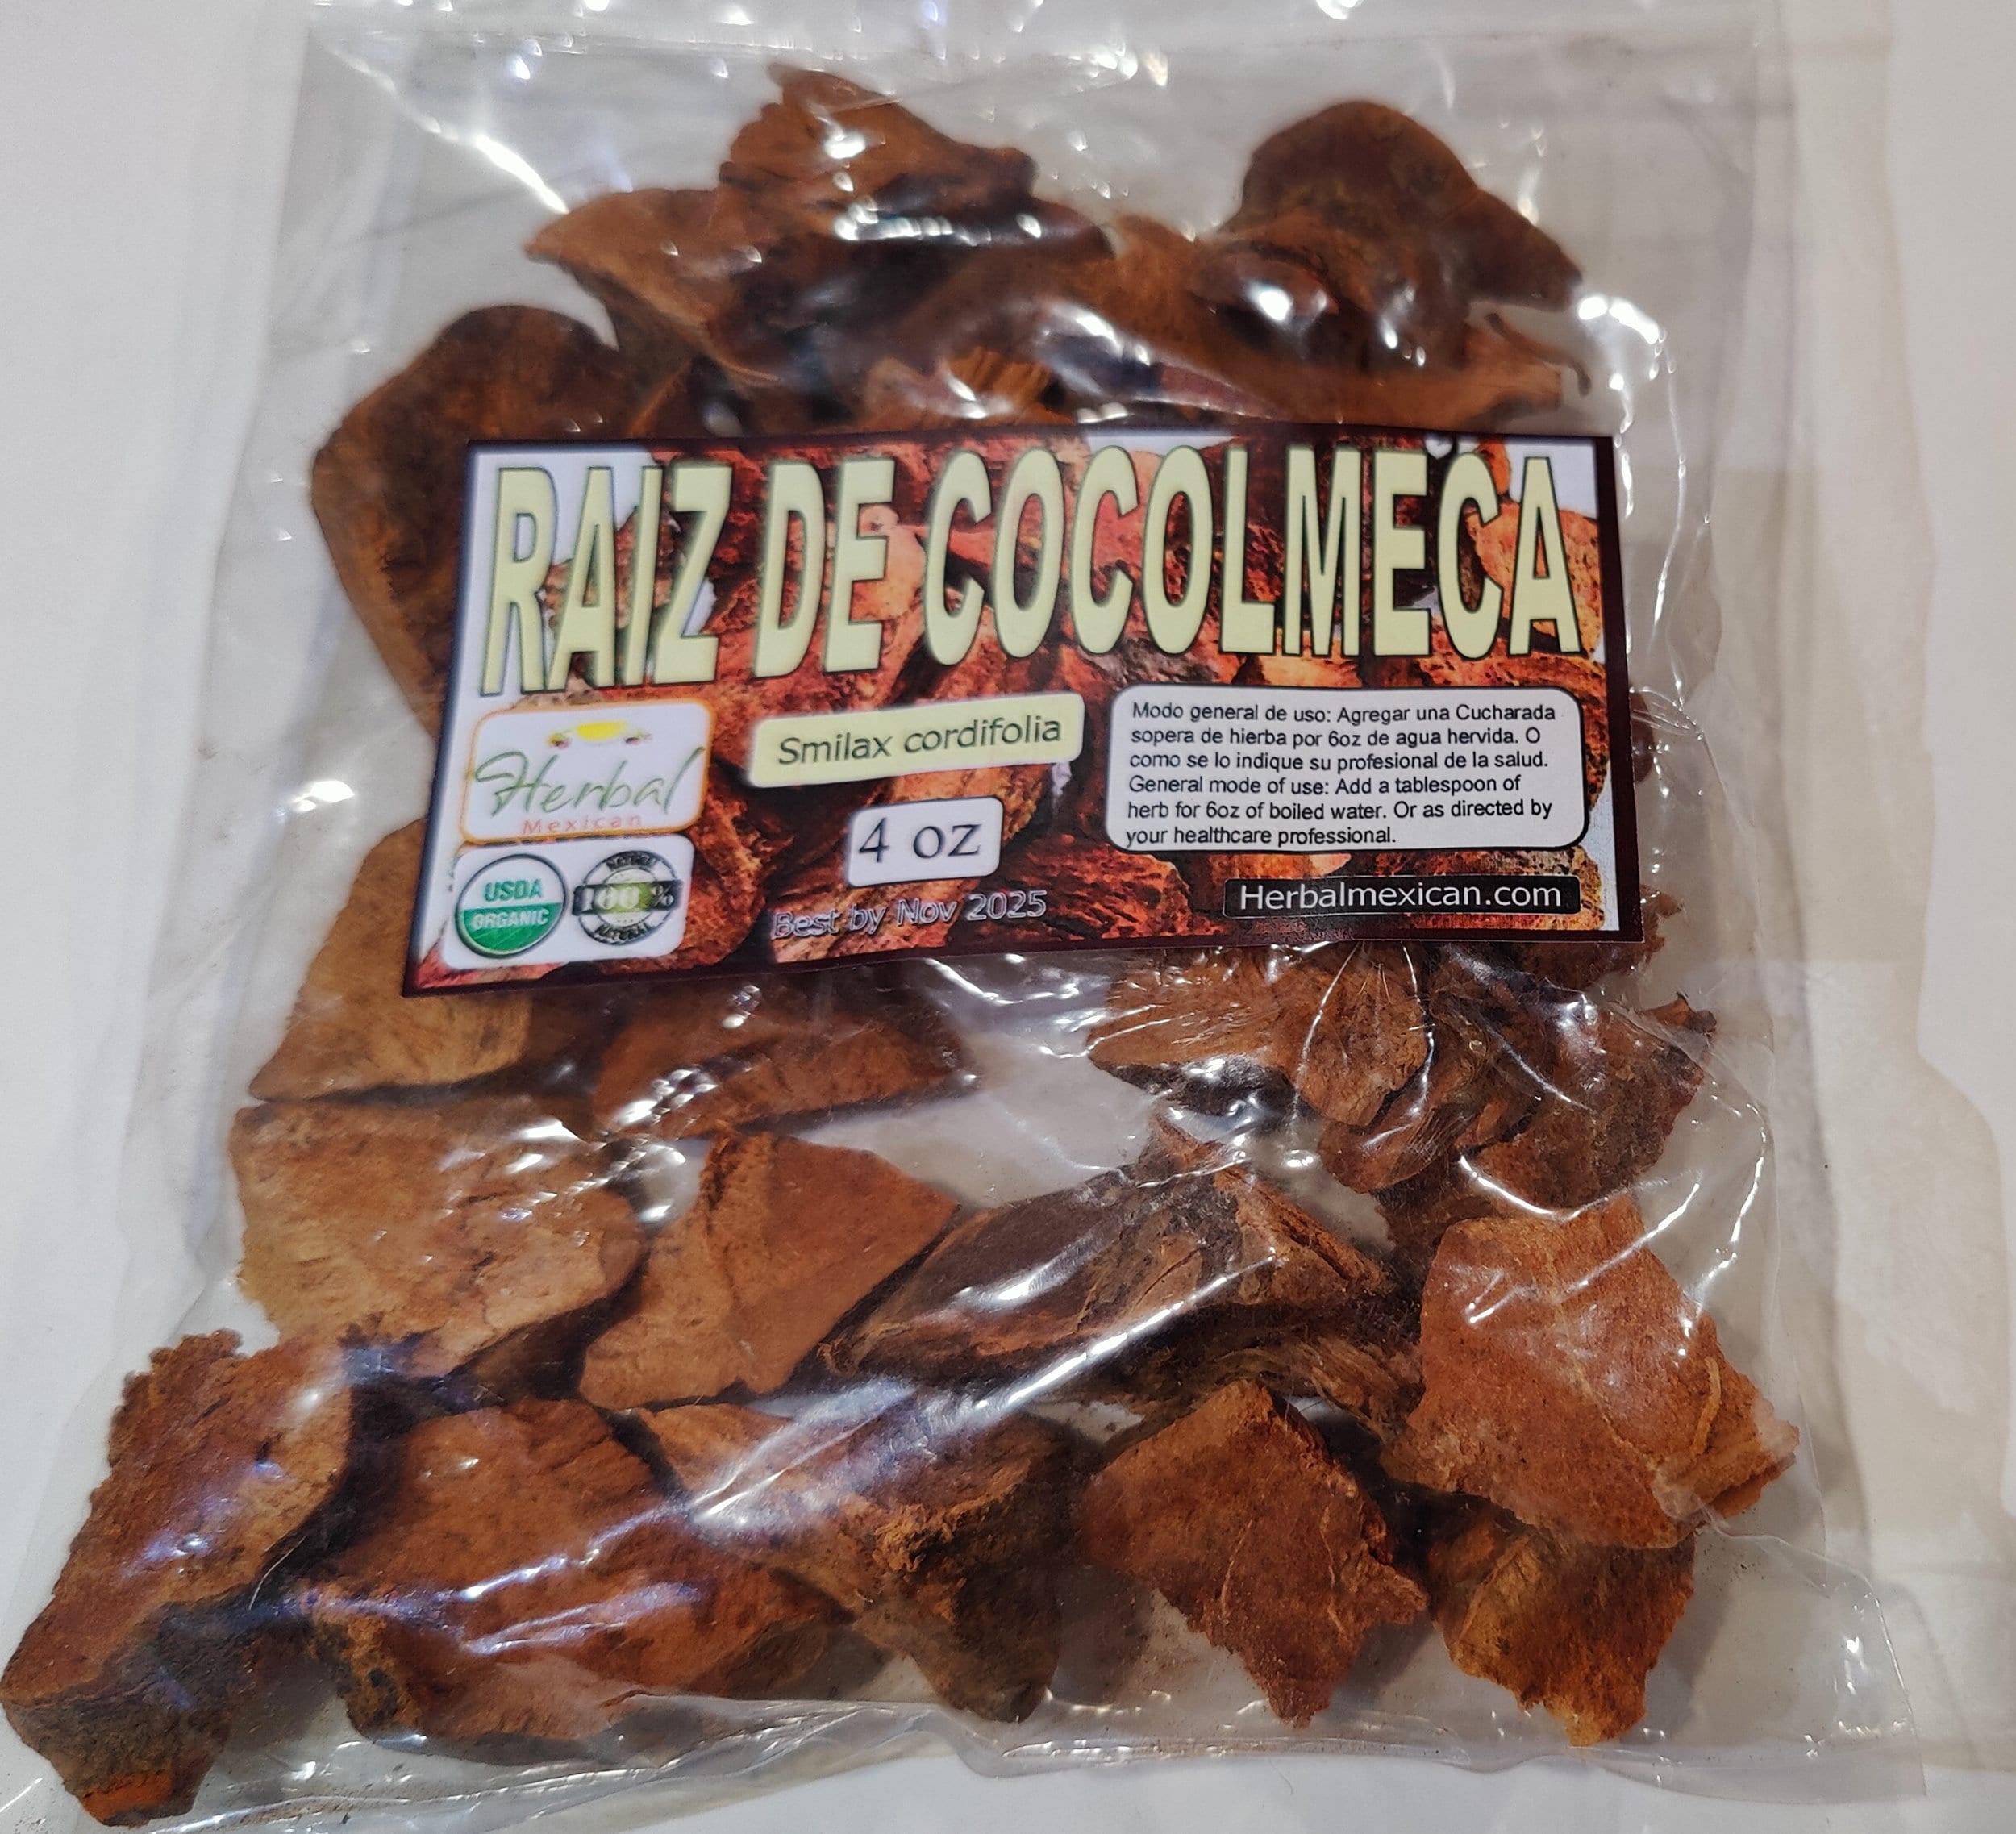 RAIZ DE COCOLMECA
Herbal
Mexican
Smilax cordifolia
4 oz
Modo general de uso: Agregar una Cucharada
sopera de hierba por 6oz de agua hervida. O
como se lo indique su profesional de la salud.
General mode of use: Add a tablespoon of
herb for 6oz of boiled water. Or as directed by
your healthcare professional.
USDA
ORGANIC
NATURAL
100 %
NATURAL
Best by Nov 2025
Herbalmexican.com